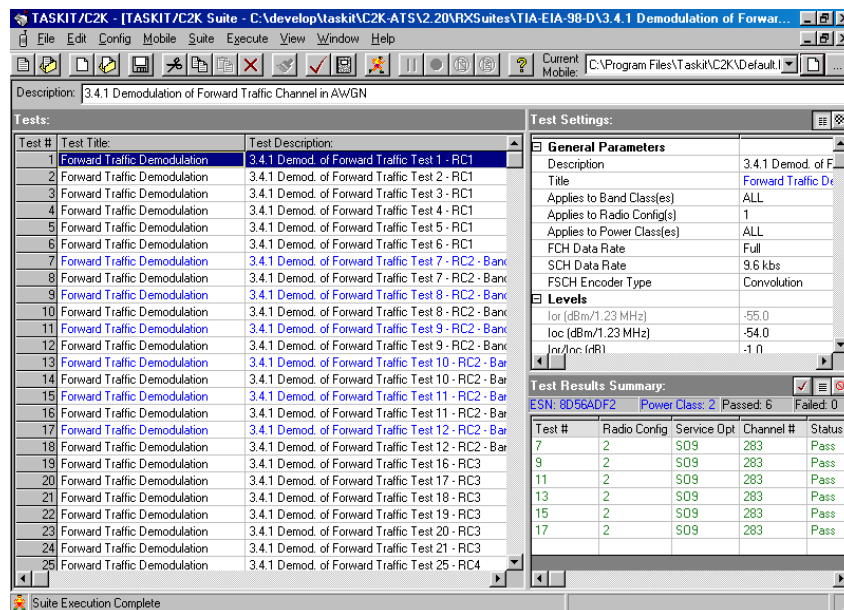 TASKIT/C2K - [TASKIT/C2K Suite - C:\develop\taskit\C2K-ATS\2.20\RXSuites\TIA-EIA-98-D\3.4.1 Demodulation of Forwar...
File Edit Config Mobile Suite Execute View Window Help
Current Mobile: C:\Program Files\Taskit\C2K\Default.
Description: 3.4.1 Demodulation of Forward Traffic Channel in AWGN
Tests:
Test # Test Title: Test Description:
1 Forward Traffic Demodulation 3.4.1 Demod. of Forward Traffic Test 1 - RC1
2 Forward Traffic Demodulation 3.4.1 Demod. of Forward Traffic Test 2 - RC1
3 Forward Traffic Demodulation 3.4.1 Demod. of Forward Traffic Test 3 - RC1
4 Forward Traffic Demodulation 3.4.1 Demod. of Forward Traffic Test 4 - RC1
5 Forward Traffic Demodulation 3.4.1 Demod. of Forward Traffic Test 5 - RC1
6 Forward Traffic Demodulation 3.4.1 Demod. of Forward Traffic Test 6 - RC1
7 Forward Traffic Demodulation 3.4.1 Demod. of Forward Traffic Test 7 - RC2 - Band
8 Forward Traffic Demodulation 3.4.1 Demod. of Forward Traffic Test 7 - RC2 - Band
9 Forward Traffic Demodulation 3.4.1 Demod. of Forward Traffic Test 8 - RC2 - Band
10 Forward Traffic Demodulation 3.4.1 Demod. of Forward Traffic Test 8 - RC2 - Band
11 Forward Traffic Demodulation 3.4.1 Demod. of Forward Traffic Test 9 - RC2 - Band
12 Forward Traffic Demodulation 3.4.1 Demod. of Forward Traffic Test 9 - RC2 - Band
13 Forward Traffic Demodulation 3.4.1 Demod. of Forward Traffic Test 10 - RC2 - Bar
14 Forward Traffic Demodulation 3.4.1 Demod. of Forward Traffic Test 10 - RC2 - Bar
15 Forward Traffic Demodulation 3.4.1 Demod. of Forward Traffic Test 11 - RC2 - Bar
16 Forward Traffic Demodulation 3.4.1 Demod. of Forward Traffic Test 11 - RC2 - Bar
17 Forward Traffic Demodulation 3.4.1 Demod. of Forward Traffic Test 12 - RC2 - Bar
18 Forward Traffic Demodulation 3.4.1 Demod. of Forward Traffic Test 12 - RC2 - Bar
19 Forward Traffic Demodulation 3.4.1 Demod. of Forward Traffic Test 16 - RC3
20 Forward Traffic Demodulation 3.4.1 Demod. of Forward Traffic Test 17 - RC3
21 Forward Traffic Demodulation 3.4.1 Demod. of Forward Traffic Test 18 - RC3
22 Forward Traffic Demodulation 3.4.1 Demod. of Forward Traffic Test 19 - RC3
23 Forward Traffic Demodulation 3.4.1 Demod. of Forward Traffic Test 20 - RC3
24 Forward Traffic Demodulation 3.4.1 Demod. of Forward Traffic Test 21 - RC3
25 Forward Traffic Demodulation 3.4.1 Demod. of Forward Traffic Test 25 - RC4
Test Settings:
General Parameters
Description 3.4.1 Demod. of F
Title Forward Traffic De
Applies to Band Class(es) ALL
Applies to Radio Config(s) 1
Applies to Power Class(es) ALL
FCH Data Rate Full
SCH Data Rate 9.6 kbs
FSCH Encoder Type Convolution
Levels
Ior (dBm/1.23 MHz) -55.0
Ioc (dBm/1.23 MHz) -54.0
Ior/Ioc (dB) -1.0
Test Results Summary:
ESN: 8D56ADF2 Power Class: 2 Passed: 6 Failed: 0
Test # Radio Config Service Opt Channel # Status
7 2 SO9 283 Pass
9 2 SO9 283 Pass
11 2 SO9 283 Pass
13 2 SO9 283 Pass
15 2 SO9 283 Pass
17 2 SO9 283 Pass
Suite Execution Complete